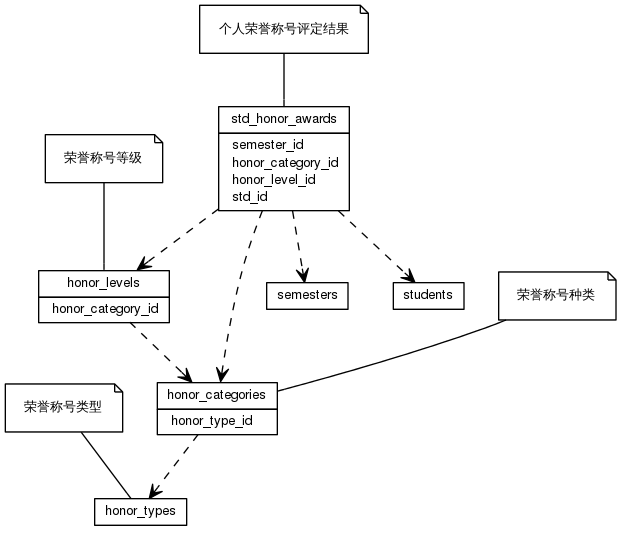 个人荣誉称号评定结果
std_honor_awards
semester_id
honor_category_id
honor_level_id
std_id
荣誉称号等级
honor_levels
honor_category_id
semesters
students
荣誉称号种类
honor_categories
honor_type_id
荣誉称号类型
honor_types